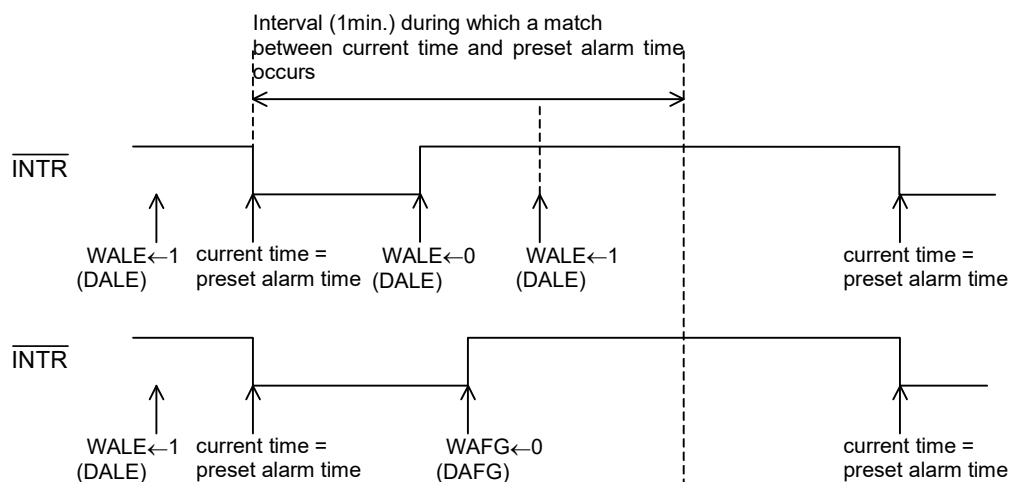 Interval (1min.) during which a match
between current time and preset alarm time
occurs
INTR
WALE←1 current time = WALE←0 WALE←1 current time =
(DALE) preset alarm time (DALE) (DALE) preset alarm time
INTR
WALE←1 current time = WAFG←0 current time =
(DALE) preset alarm time (DAFG) preset alarm time